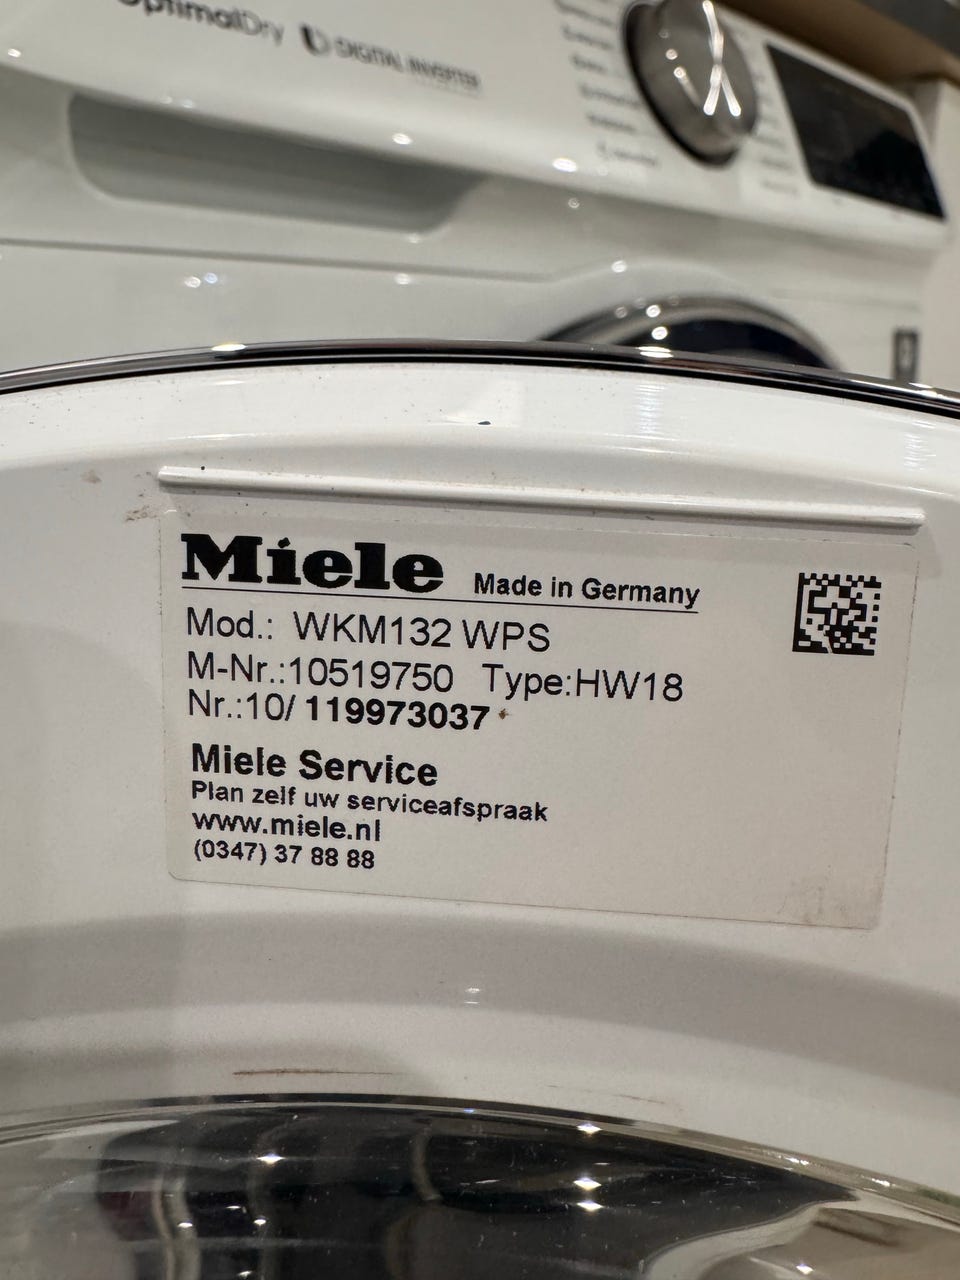 OptimalDry
DIGITAL INVERTER
Miele Made in Germany
Mod.: WKM132 WPS
M-Nr.:10519750 Type:HW18
Nr.:10/ 119973037
Miele Service
Plan zelf uw serviceafspraak
www.miele.nl
(0347) 37 88 88